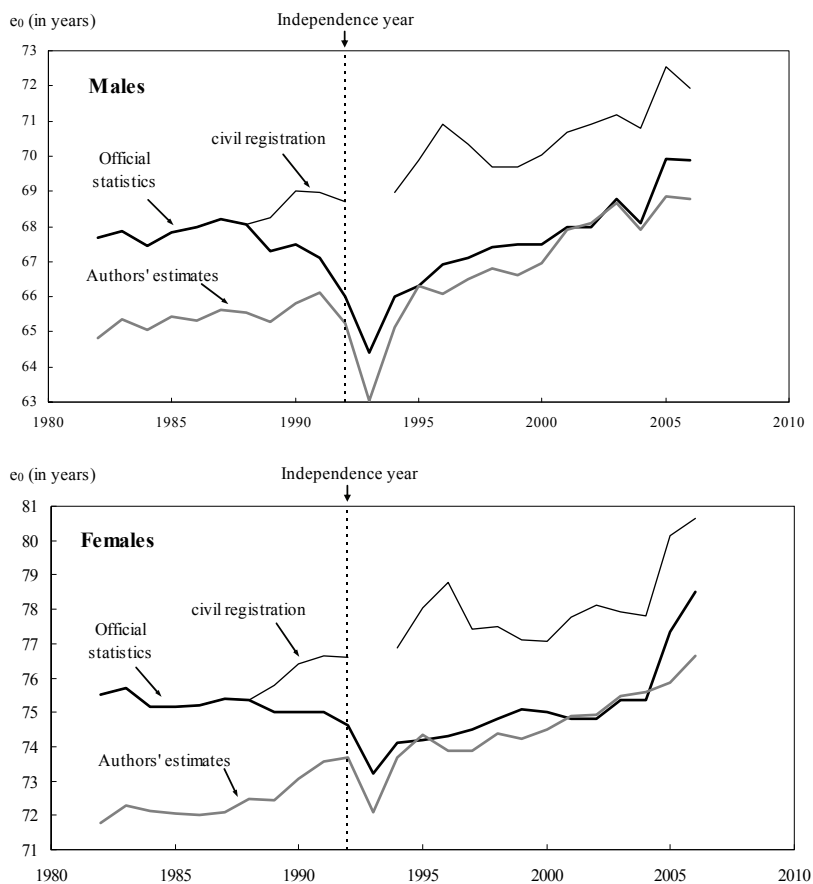 e₀ (in years)
Independence year
73
72
71
70
69
68
67
66
65
64
63
Males
civil registration
Official
statistics
Authors' estimates
1980
1985
1990
1995
2000
2005
2010
e₀ (in years)
Independence year
81
80
79
78
77
76
75
74
73
72
71
Females
civil registration
Official
statistics
Authors' estimates
1980
1985
1990
1995
2000
2005
2010